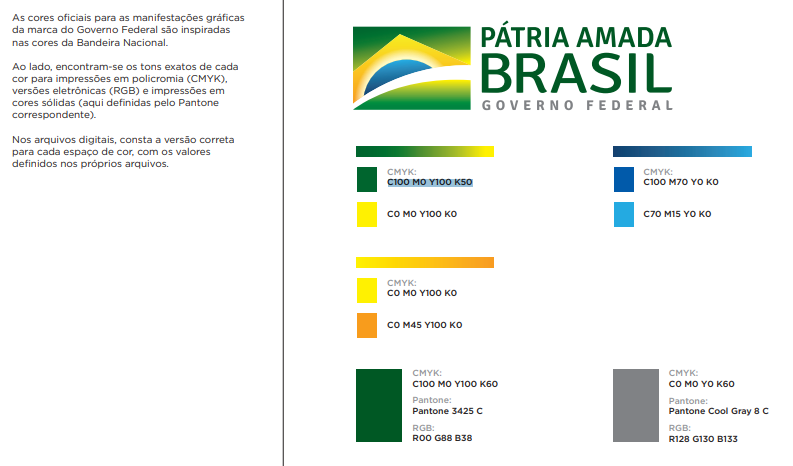 As cores oficiais para as manifestações gráficas
da marca do Governo Federal são inspiradas
nas cores da Bandeira Nacional.
Ao lado, encontram-se os tons exatos de cada
cor para impressões em policromia (CMYK),
versões eletrônicas (RGB) e impressões em
cores sólidas (aqui definidas pelo Pantone
correspondente).
Nos arquivos digitais, consta a versão correta
para cada espaço de cor, com os valores
definidos nos próprios arquivos.
PÁTRIA AMADA
BRASIL
GOVERNO FEDERAL
CMYK:
C100 M0 Y100 K50
C0 M0 Y100 K0
CMYK:
C100 M70 Y0 K0
C70 M15 Y0 K0
CMYK:
C0 M0 Y100 K0
C0 M45 Y100 K0
CMYK:
C100 M0 Y100 K60
Pantone:
Pantone 3425 C
RGB:
R00 G88 B38
CMYK:
C0 M0 Y0 K60
Pantone:
Pantone Cool Gray 8 C
RGB:
R128 G130 B133